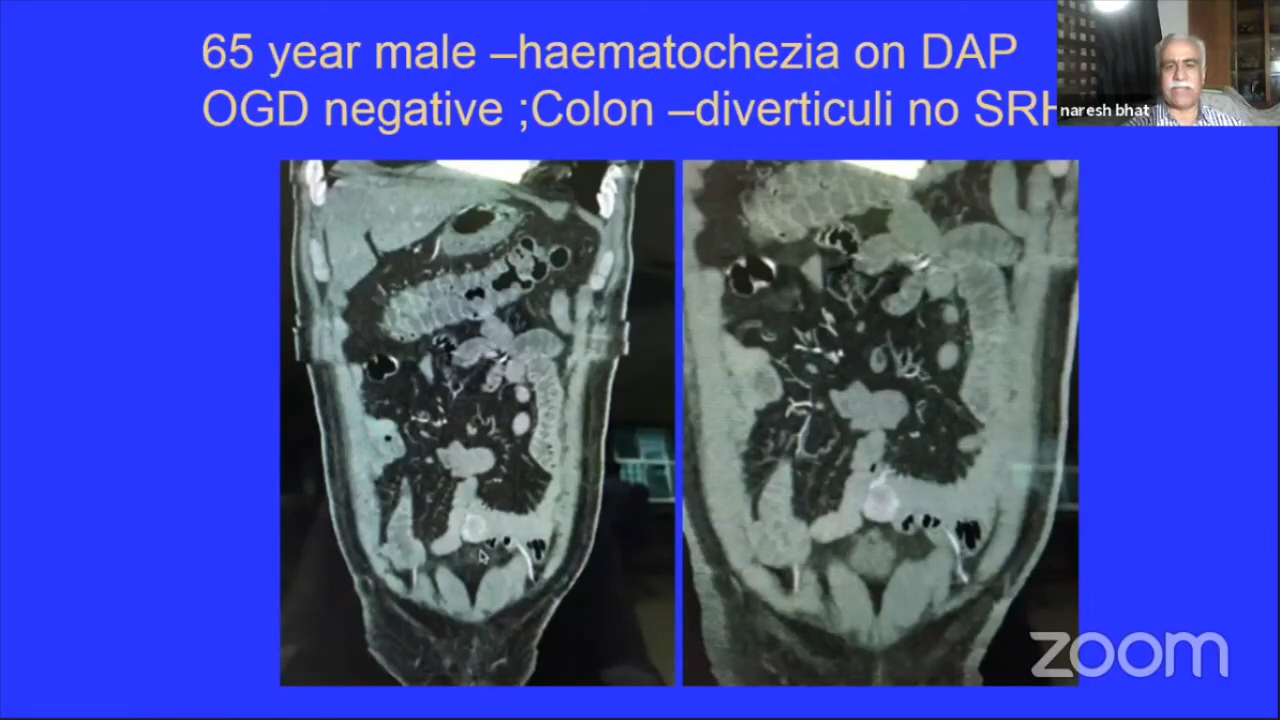 65 year male –haematochezia on DAP
OGD negative ;Colon –diverticuli no SRH
naresh bhat
zoom